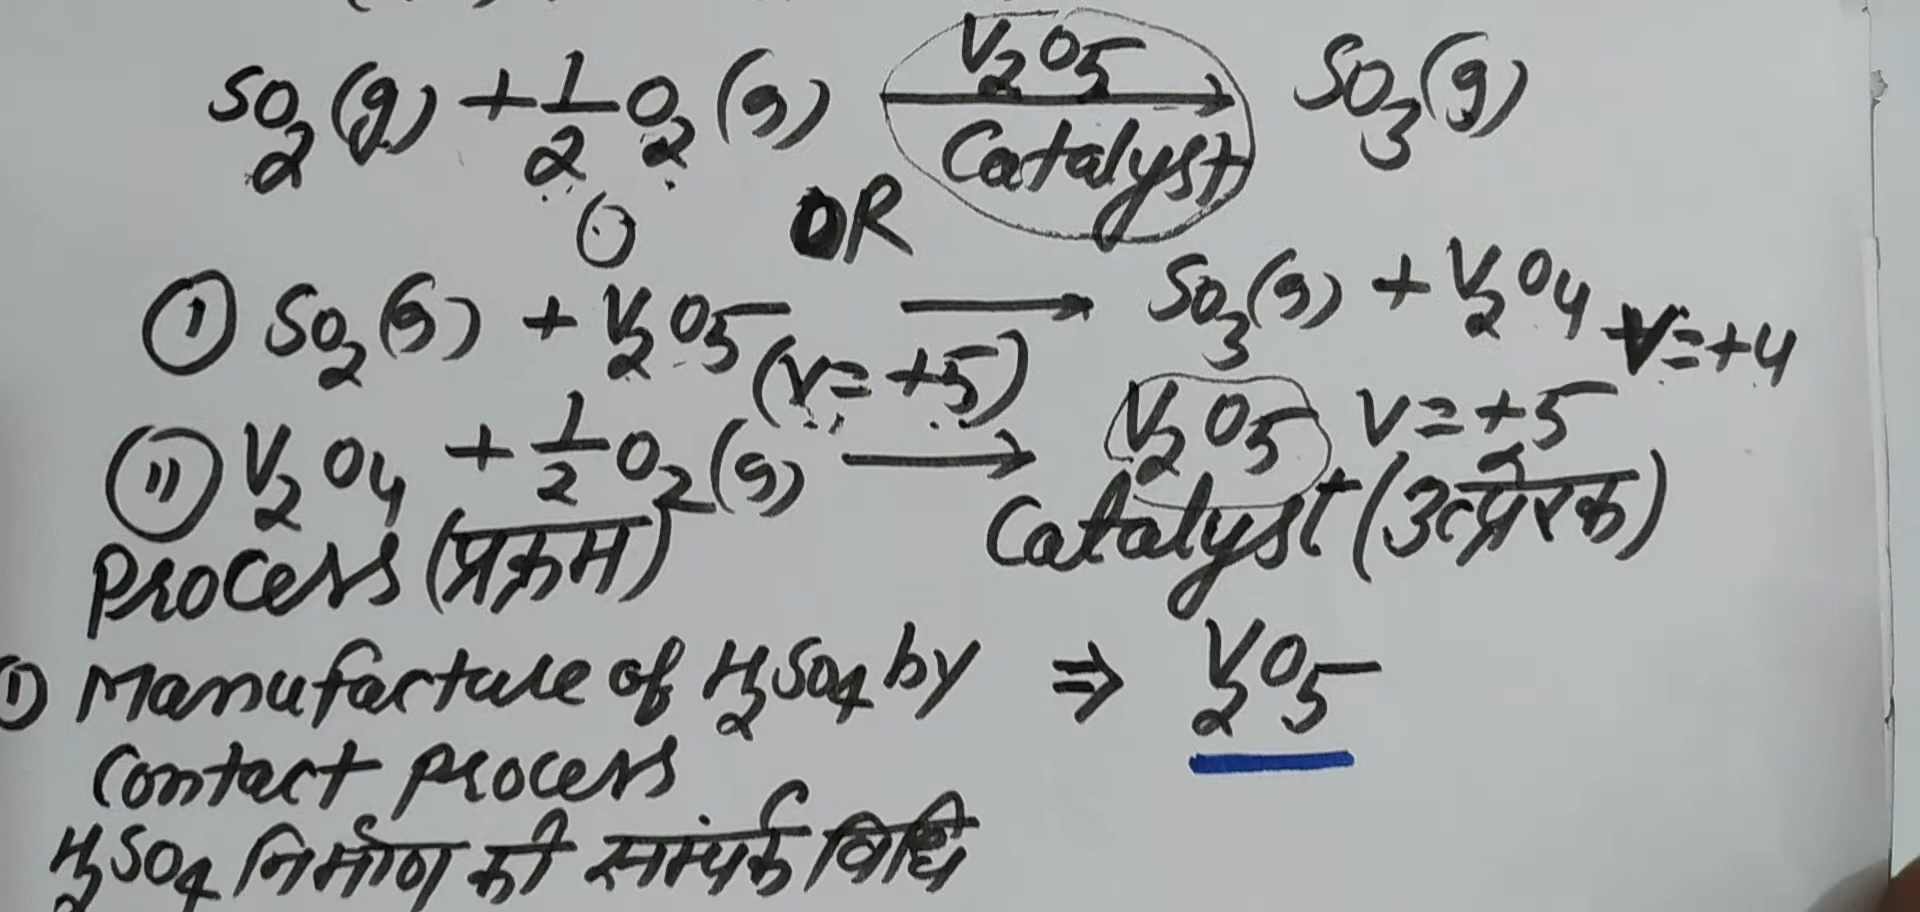 SO₂(g) + 1/2 O₂(g) V₂O₅ → Catalyst SO₃(g)
OR
(I) SO₂(g) + V₂O₅ (V= +5) → SO₃(g) + V₂O₄ V=+4
(II) V₂O₄ + 1/2 O₂(g) → V₂O₅ V=+5
Process (प्रक्रम) Catalyst (उत्प्रेरक)
(1) Manufacture of H₂SO₄ by ⇒ V₂O₅
Contact process
H₂SO₄ निर्माण की सम्पर्क विधि